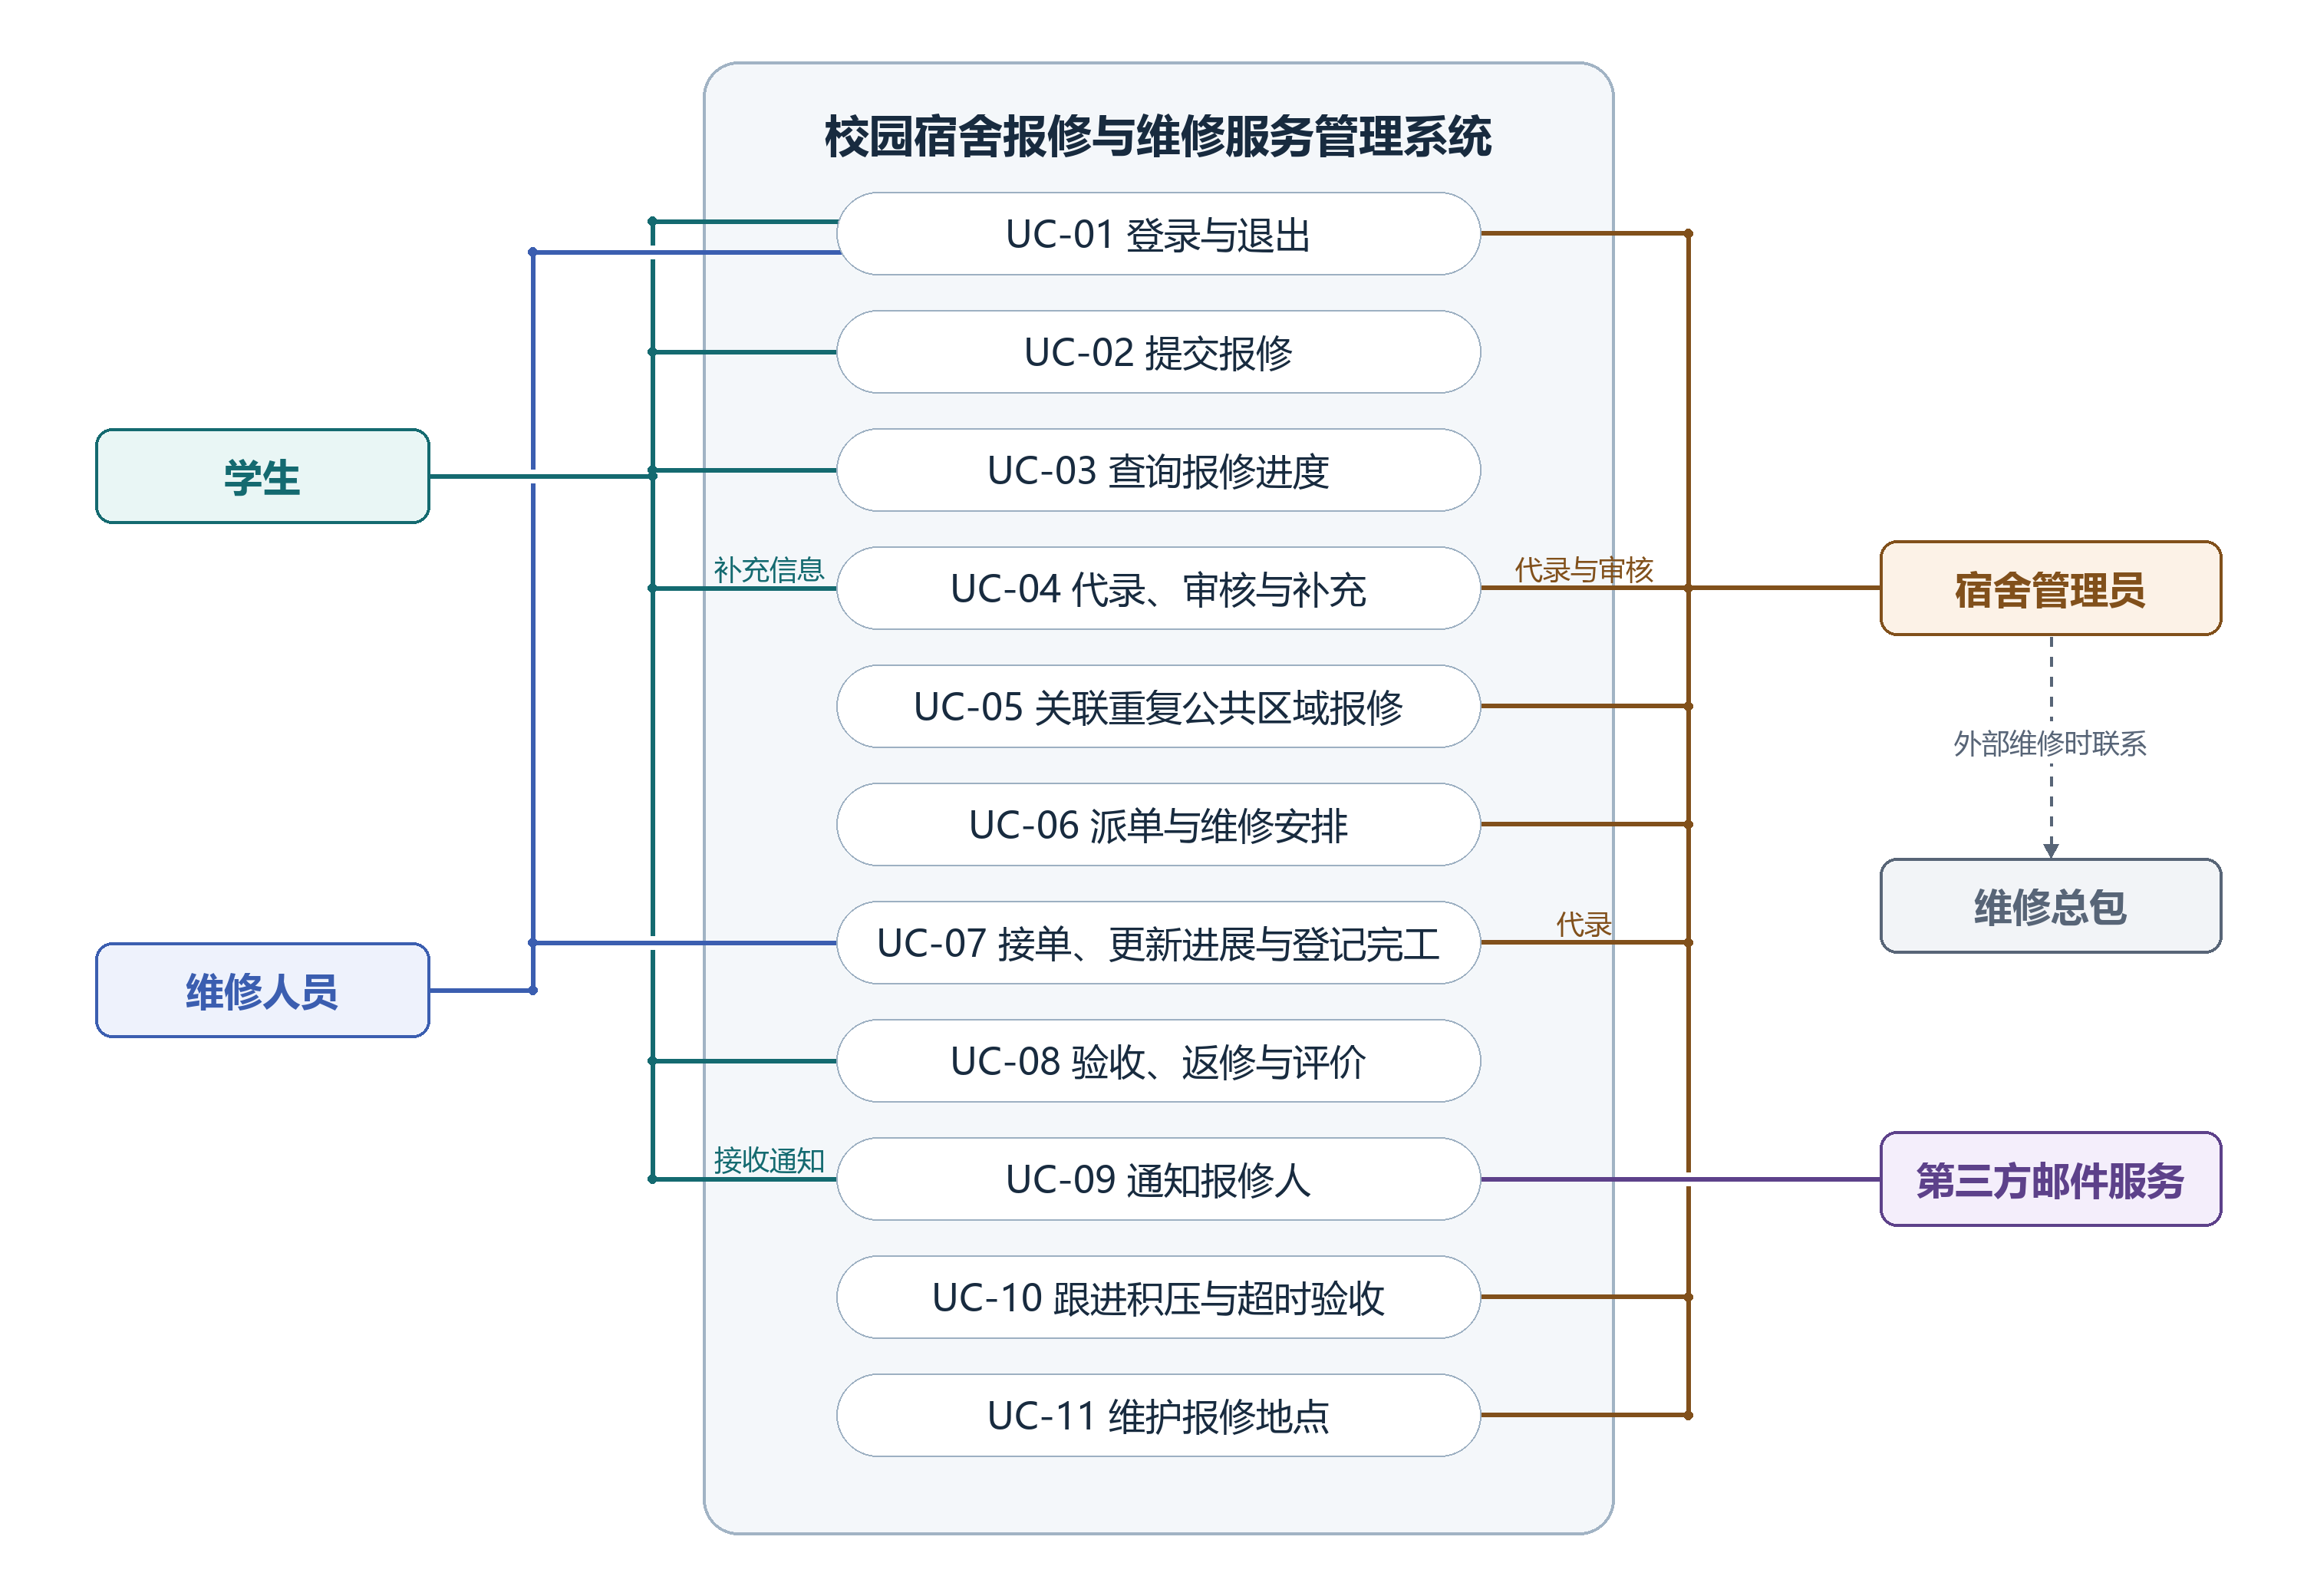 校园宿舍报修与维修服务管理系统
UC-01 登录与退出
UC-02 提交报修
学生
UC-03 查询报修进度
补充信息
代录与审核
UC-04 代录、审核与补充
宿舍管理员
UC-05 关联重复公共区域报修
外部维修时联系
UC-06 派单与维修安排
维修总包
代录
UC-07 接单、更新进展与登记完工
维修人员
UC-08 验收、返修与评价
接收通知
UC-09 通知报修人
第三方邮件服务
UC-10 跟进积压与超时验收
UC-11 维护报修地点